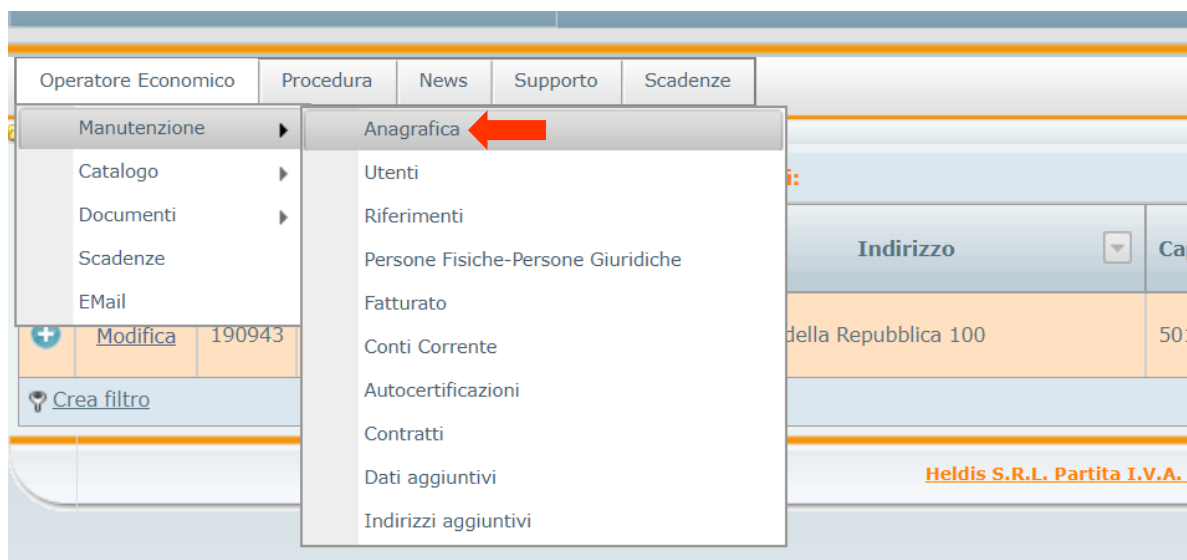 Operatore Economico Procedura News Supporto Scadenze
Manutenzione
Catalogo
Documenti
Scadenze
EMail
Anagrafica
Utenti
Riferimenti
Persone Fisiche-Persone Giuridiche
Fatturato
Conti Corrente
Autocertificazioni
Contratti
Dati aggiuntivi
Indirizzi aggiuntivi
i:
Indirizzo
Modifica 190943 della Repubblica 100
Crea filtro
Heldis S.R.L. Partita I.V.A.